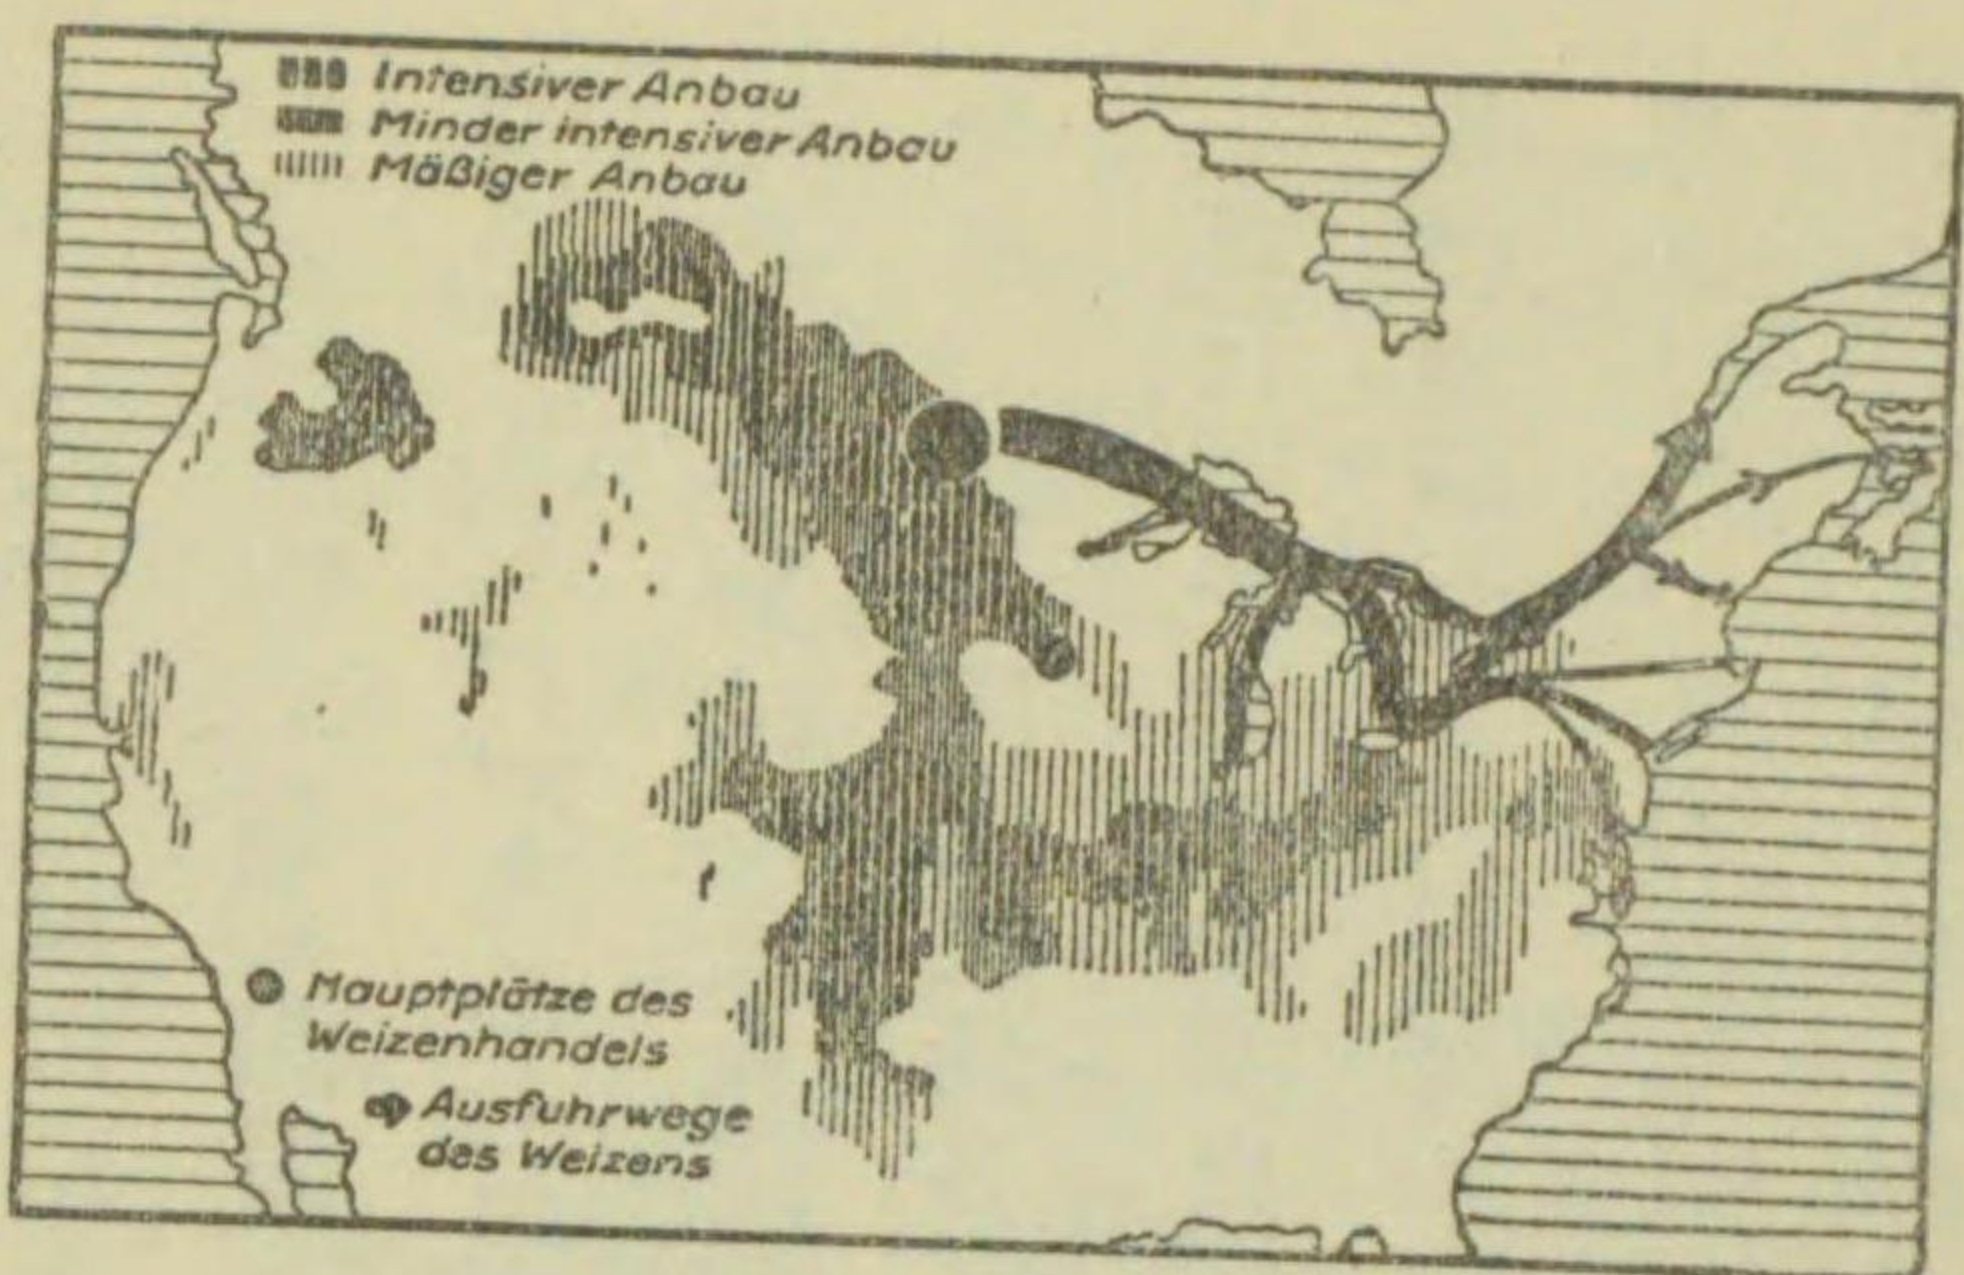 Intensiver Anbau
Minder intensiver Anbau
Mäßiger Anbau
Hauptplätze des
Weizenhandels
Ausfuhrwege
des Weizens